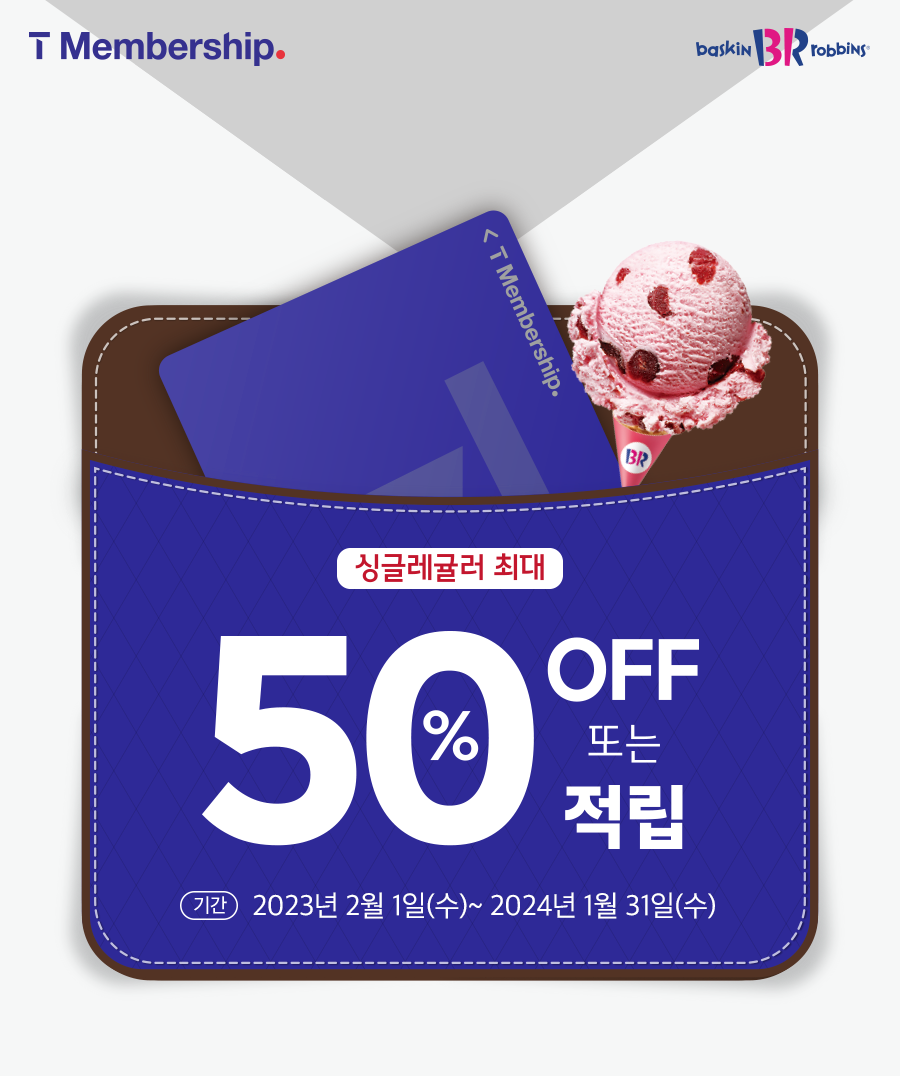 T Membership.
baskin BR robbins
< T Membership.
BR
싱글레귤러 최대
50% OFF
또는
적립
기간 2023년 2월 1일(수)~ 2024년 1월 31일(수)